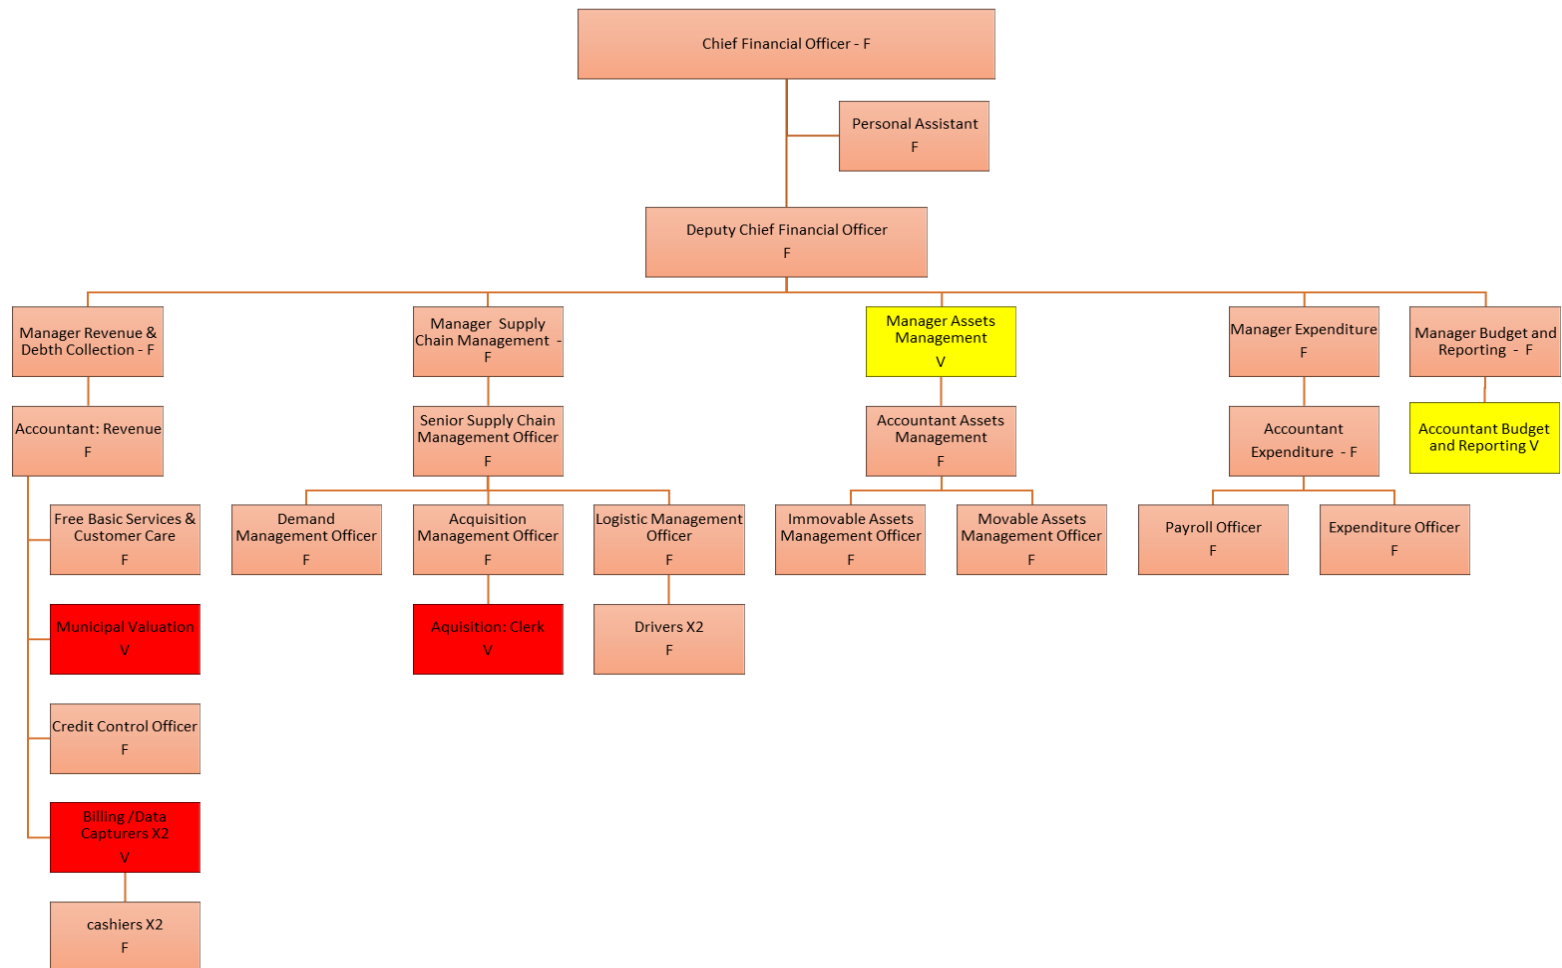 Chief Financial Officer - F
Personal Assistant
F
Deputy Chief Financial Officer
F
Manager Revenue &
Debth Collection - F
Manager Supply
Chain Management -
F
Manager Assets
Management
V
Manager Expenditure
F
Manager Budget and
Reporting - F
Accountant: Revenue
F
Senior Supply Chain
Management Officer
F
Accountant Assets
Management
F
Accountant
Expenditure - F
Accountant Budget
and Reporting V
Free Basic Services &
Customer Care
F
Demand
Management Officer
F
Acquisition
Management Officer
F
Logistic Management
Officer
F
Immovable Assets
Management Officer
F
Movable Assets
Management Officer
F
Payroll Officer
F
Expenditure Officer
F
Municipal Valuation
V
Aquisition: Clerk
V
Drivers X2
F
Credit Control Officer
F
Billing /Data
Capturers X2
V
cashiers X2
F